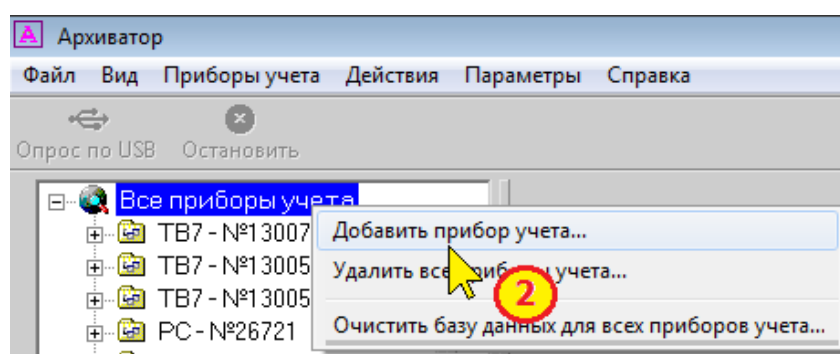 A Архиватор
Файл Вид Приборы учета Действия Параметры Справка
Опрос по USB Остановить
Все приборы учета
ТВ7 - №13007
Добавить прибор учета...
ТВ7 - №13005
Удалить все приборы учета...
2
ТВ7 - №13005
РС - №26721
Очистить базу данных для всех приборов учета...